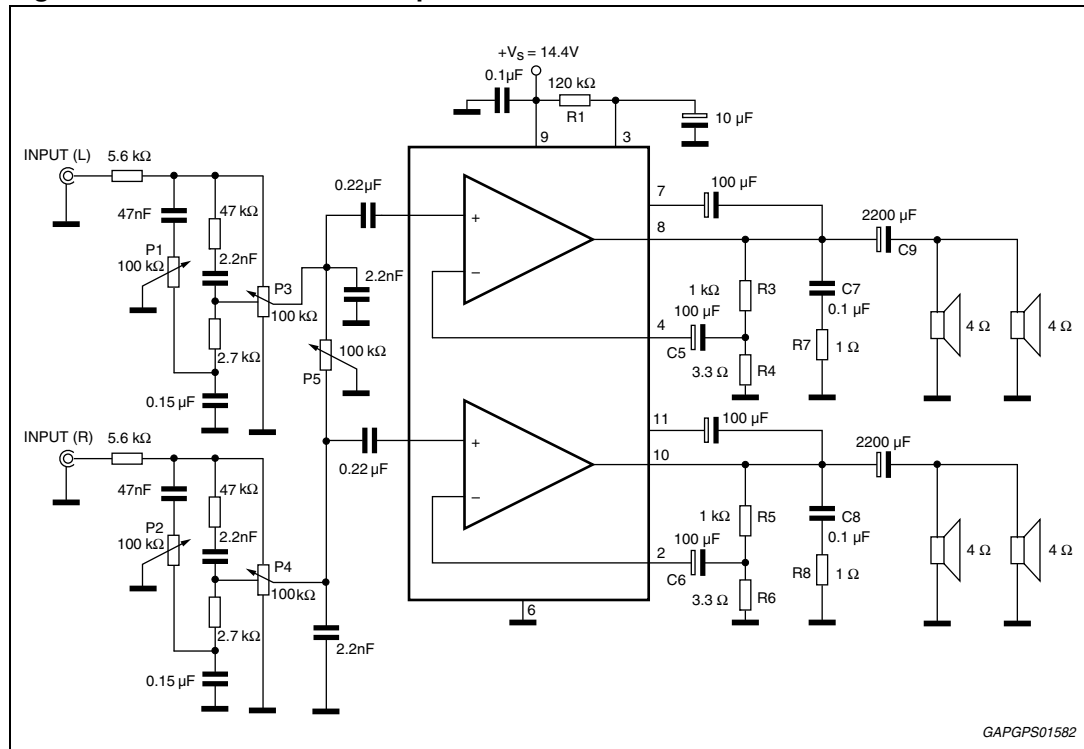 +VS = 14.4V
0.1µF
120 kΩ
R1
10 µF
9
3
INPUT (L)
5.6 kΩ
47nF
47 kΩ
P1
100 kΩ
2.2nF
P3
100 kΩ
2.7 kΩ
0.15 µF
0.22µF
2.2nF
100 kΩ
P5
+
−
7
100 µF
8
2200 µF
C9
1 kΩ
R3
C7
0.1 µF
100 µF
4
C5
R7
1 Ω
3.3 Ω
R4
4 Ω
4 Ω
INPUT (R)
5.6 kΩ
47nF
47 kΩ
P2
100 kΩ
2.2nF
P4
100 kΩ
2.7 kΩ
0.15 µF
0.22 µF
2.2nF
+
−
11
100 µF
10
2200 µF
1 kΩ
R5
C8
0.1 µF
100 µF
2
C6
R8
1 Ω
3.3 Ω
R6
4 Ω
4 Ω
6
GAPGPS01582